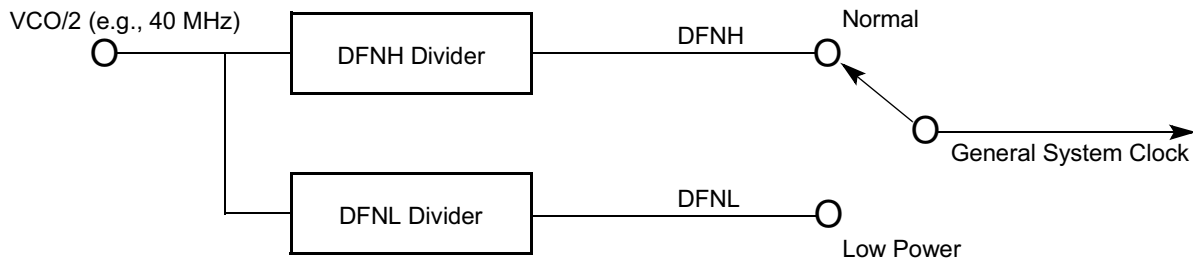 VCO/2 (e.g., 40 MHz)
DFNH Divider
DFNH
Normal
General System Clock
DFNL Divider
DFNL
Low Power